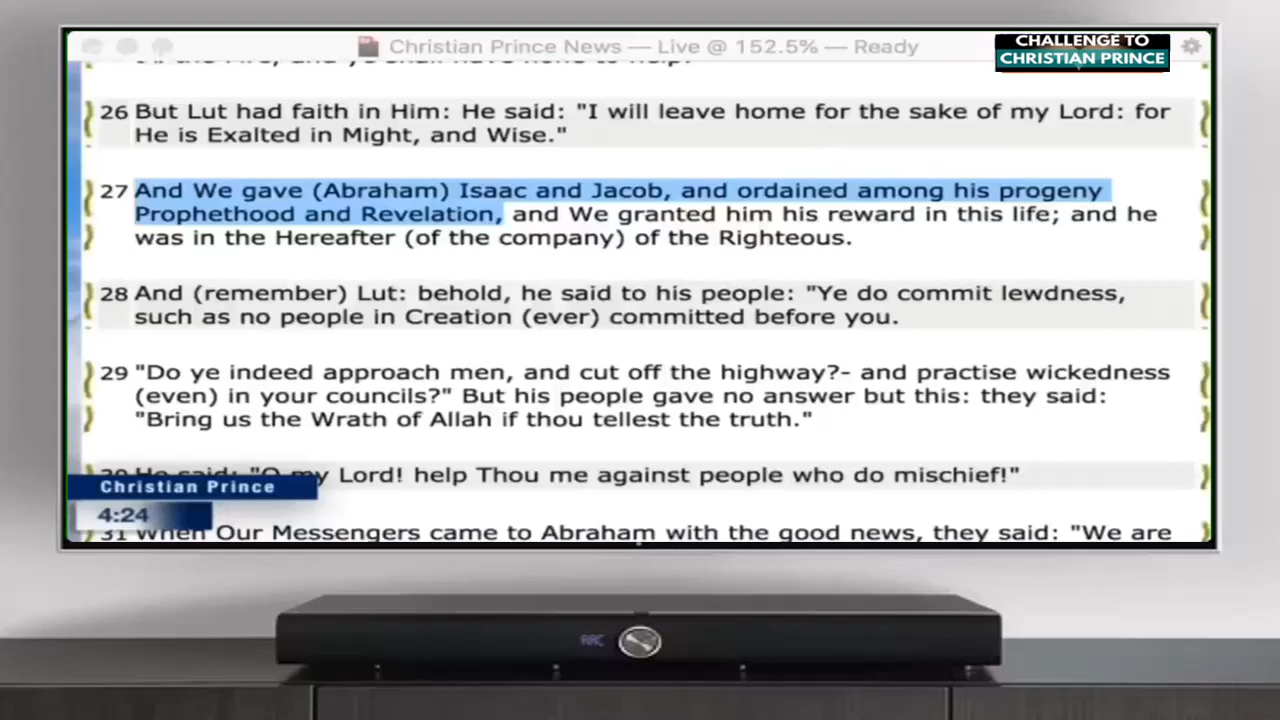 Christian Prince News — Live @ 152.5% — Ready
CHALLENGE TO
CHRISTIAN PRINCE
26 But Lut had faith in Him: He said: "I will leave home for the sake of my Lord: for
He is Exalted in Might, and Wise."
27 And We gave (Abraham) Isaac and Jacob, and ordained among his progeny
Prophethood and Revelation, and We granted him his reward in this life; and he
was in the Hereafter (of the company) of the Righteous.
28 And (remember) Lut: behold, he said to his people: "Ye do commit lewdness,
such as no people in Creation (ever) committed before you.
29 "Do ye indeed approach men, and cut off the highway?- and practise wickedness
(even) in your councils?" But his people gave no answer but this: they said:
"Bring us the Wrath of Allah if thou tellest the truth."
He said: "O my Lord! help Thou me against people who do mischief!"
Christian Prince
4:24
31 When Our Messengers came to Abraham with the good news, they said: "We are